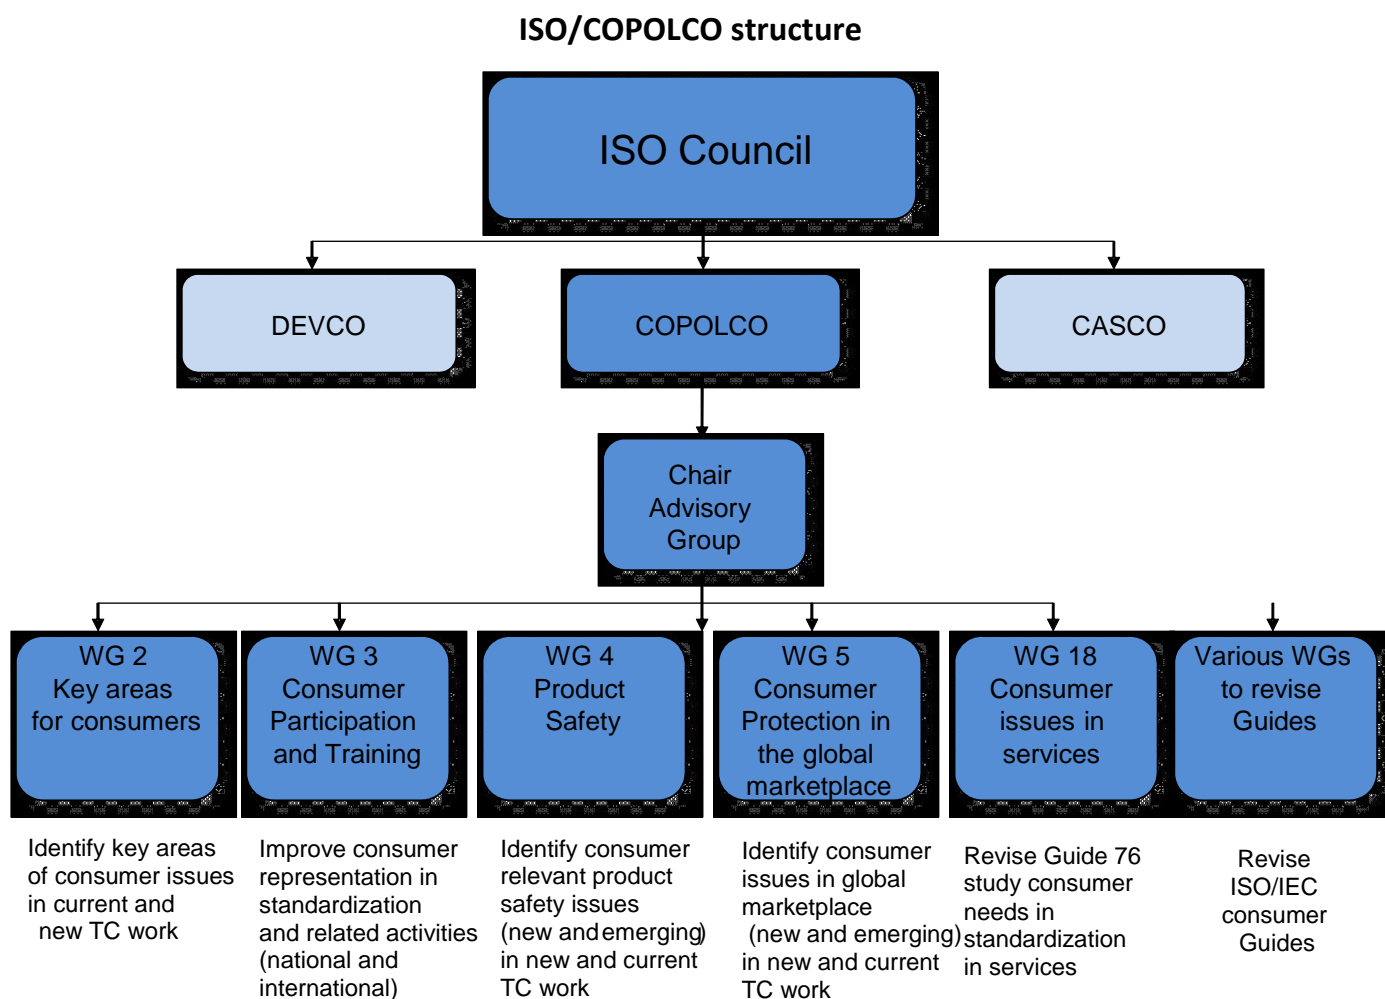 ISO/COPOLCO structure
ISO Council
DEVCO
COPOLCO
CASCO
Chair
Advisory
Group
WG 2
Key areas
for consumers
WG 3
Consumer
Participation
and Training
WG 4
Product
Safety
WG 5
Consumer
Protection in
the global
marketplace
WG 18
Consumer
issues in
services
Various WGs
to revise
Guides
Identify key areas
of consumer issues
in current and
new TC work
Improve consumer
representation in
standardization
and related activities
(national and
international)
Identify consumer
relevant product
safety issues
(new and emerging)
in new and current
TC work
Identify consumer
issues in global
marketplace
(new and emerging)
in new and current
TC work
Revise Guide 76
study consumer
needs in
standardization
in services
Revise
ISO/IEC
consumer
Guides